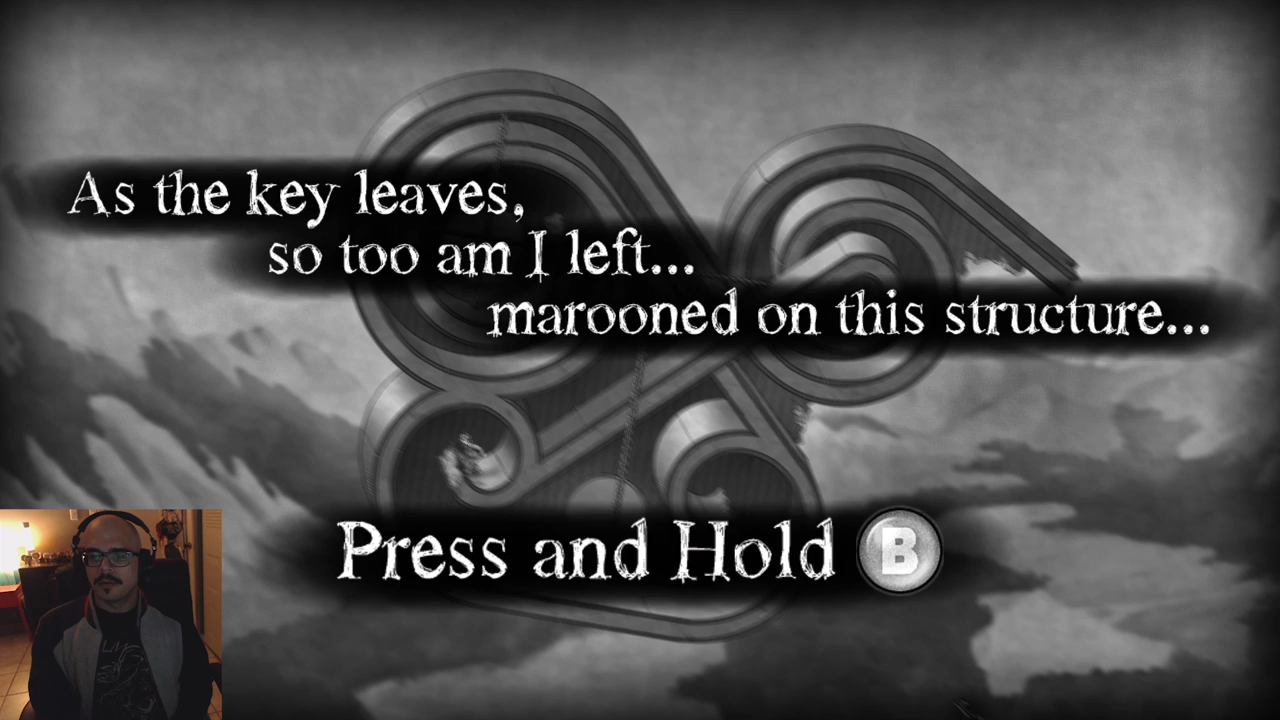 As the key leaves,
so too am I left...
marooned on this structure...
Press and Hold B